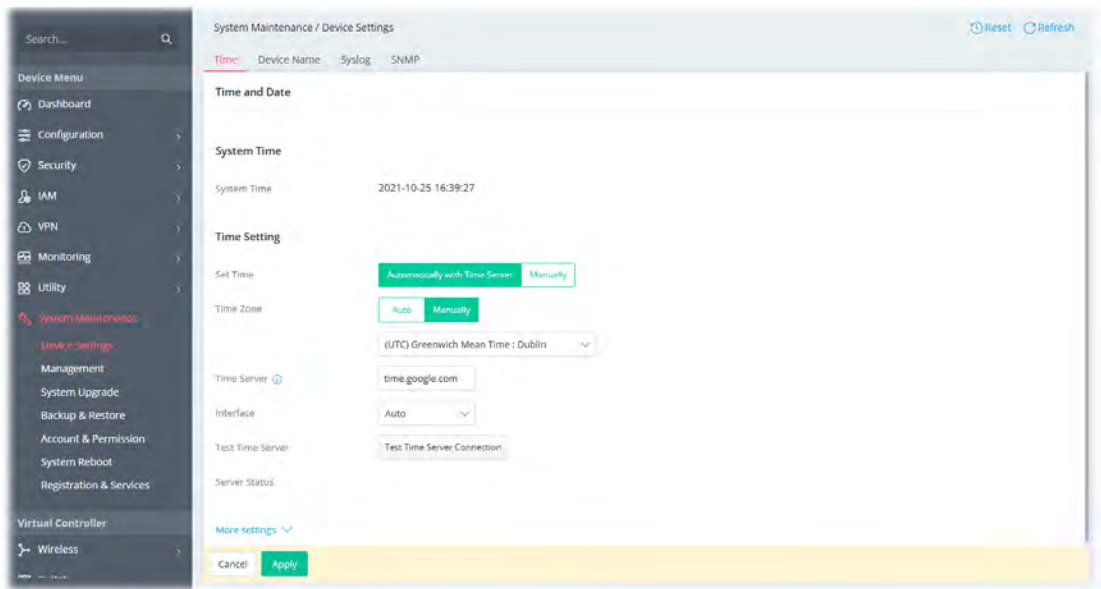 Search...
Device Menu
Dashboard
Configuration
Security
IAM
VPN
Monitoring
Utility
System Maintenance
Device Settings
Management
System Upgrade
Backup & Restore
Account & Permission
System Reboot
Registration & Services
Virtual Controller
Wireless
System Maintenance / Device Settings
Reset Refresh
Time Device Name Syslog SNMP
Time and Date
System Time
System Time 2021-10-25 16:39:27
Time Setting
Set Time Automatically with Time Server Manually
Time Zone Auto Manually
(UTC) Greenwich Mean Time : Dublin
Time Server time.google.com
Interface Auto
Test Time Server Test Time Server Connection
Server Status
More settings
Cancel Apply